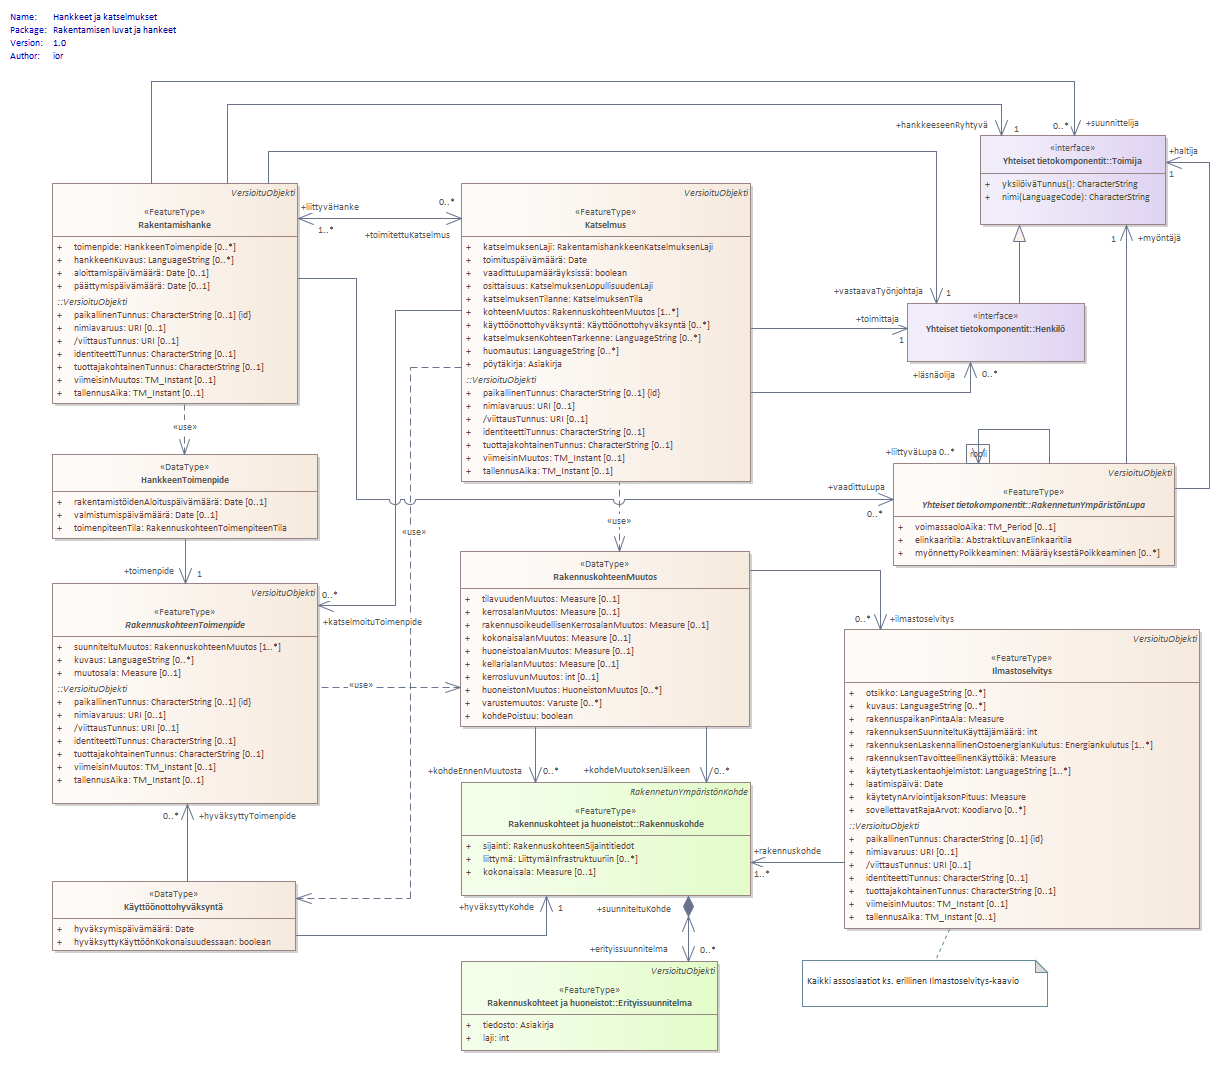 Name: Hankkeet ja katselmukset
Package: Rakentamisen luvat ja hankeet
Version: 1.0
Author: ior
+hankkeeseenRyhtyvä
1
0..*
+suunnittelija
«interface»
Yhteiset tietokomponentit::Toimija
+ yksilöiväTunnus(): CharacterString
+ nimi(LanguageCode): CharacterString
+haltija
1
1
+myöntäjä
VersioituObjekti
«FeatureType»
Rakentamishanke
+ toimenpide: HankkeenToimenpide [0..*]
+ hankkeenKuvaus: LanguageString [0..*]
+ aloittamispäivämäärä: Date [0..1]
+ päättymispäivämäärä: Date [0..1]
::VersioituObjekti
+ paikallinenTunnus: CharacterString [0..1] {id}
+ nimiavaruus: URI [0..1]
+ /viittausTunnus: URI [0..1]
+ identiteettiTunnus: CharacterString [0..1]
+ tuottajakohtainenTunnus: CharacterString [0..1]
+ viimeisinMuutos: TM_Instant [0..1]
+ tallennusAika: TM_Instant [0..1]
+liittyväHanke
1..*
0..*
+toimitettuKatselmus
VersioituObjekti
«FeatureType»
Katselmus
+ katselmuksenLaji: RakentamishankkeenKatselmuksenLaji
+ toimituspäivämäärä: Date
+ vaadittuLupamääräyksissä: boolean
+ osittaisuus: KatselmuksenLopullisuudenLaji
+ katselmuksenTilanne: KatselmuksenTila
+ kohteenMuutos: RakennuskohteenMuutos [1..*]
+ käyttöönottohyväksyntä: Käyttöönottohyväksyntä [0..*]
+ katselmuksenKohteenTarkenne: LanguageString [0..*]
+ huomautus: LanguageString [0..*]
+ pöytäkirja: Asiakirja
::VersioituObjekti
+ paikallinenTunnus: CharacterString [0..1] {id}
+ nimiavaruus: URI [0..1]
+ /viittausTunnus: URI [0..1]
+ identiteettiTunnus: CharacterString [0..1]
+ tuottajakohtainenTunnus: CharacterString [0..1]
+ viimeisinMuutos: TM_Instant [0..1]
+ tallennusAika: TM_Instant [0..1]
+vastaavaTyönjohtaja
1
+toimittaja
1
«interface»
Yhteiset tietokomponentit::Henkilö
+läsnäolija
0..*
«use»
«DataType»
HankkeenToimenpide
+ rakentamistöidenAloituspäivämäärä: Date [0..1]
+ valmistumispäivämäärä: Date [0..1]
+ toimenpiteenTila: RakennuskohteenToimenpiteenTila
+liittyväLupa 0..*
rooli
VersioituObjekti
«FeatureType»
Yhteiset tietokomponentit::RakennetunYmpäristönLupa
+ voimassaoloAika: TM_Period [0..1]
+ elinkaaritila: AbstraktiLuvanElinkaaritila
+ myönnettyPoikkeaminen: MääräyksestäPoikkeaminen [0..*]
+vaadittuLupa
0..*
«use»
«use»
+toimenpide
1
VersioituObjekti
«FeatureType»
RakennuskohteenToimenpide
+ suunniteltuMuutos: RakennuskohteenMuutos [1..*]
+ kuvaus: LanguageString [0..*]
+ muutosala: Measure [0..1]
::VersioituObjekti
+ paikallinenTunnus: CharacterString [0..1] {id}
+ nimiavaruus: URI [0..1]
+ /viittausTunnus: URI [0..1]
+ identiteettiTunnus: CharacterString [0..1]
+ tuottajakohtainenTunnus: CharacterString [0..1]
+ viimeisinMuutos: TM_Instant [0..1]
+ tallennusAika: TM_Instant [0..1]
0..*
+katselmoituToimenpide
«use»
«DataType»
RakennuskohteenMuutos
+ tilavuudenMuutos: Measure [0..1]
+ kerrosalanMuutos: Measure [0..1]
+ rakennusoikeudellisenKerrosalanMuutos: Measure [0..1]
+ kokonaisalanMuutos: Measure [0..1]
+ huoneistoalanMuutos: Measure [0..1]
+ kellarialanMuutos: Measure [0..1]
+ kerrosluvunMuutos: int [0..1]
+ huoneistonMuutos: HuoneistonMuutos [0..*]
+ varustemuutos: Varuste [0..*]
+ kohdePoistuu: boolean
0..*
+ilmastoselvitys
VersioituObjekti
«FeatureType»
Ilmastoselvitys
+ otsikko: LanguageString [0..*]
+ kuvaus: LanguageString [0..*]
+ rakennuspaikanPintaAla: Measure
+ rakennuksenSuunniteltuKäyttäjämäärä: int
+ rakennuksenLaskennallinenOstoenergianKulutus: Energiankulutus [1..*]
+ rakennuksenTavoitteellinenKäyttöikä: Measure
+ käytetytLaskentaohjelmistot: LanguageString [1..*]
+ laatimispäivä: Date
+ käytetynArviointijaksonPituus: Measure
+ sovellettavatRajaArvot: Koodiarvo [0..*]
::VersioituObjekti
+ paikallinenTunnus: CharacterString [0..1] {id}
+ nimiavaruus: URI [0..1]
+ /viittausTunnus: URI [0..1]
+ identiteettiTunnus: CharacterString [0..1]
+ tuottajakohtainenTunnus: CharacterString [0..1]
+ viimeisinMuutos: TM_Instant [0..1]
+ tallennusAika: TM_Instant [0..1]
+kohdeEnnenMuutosta
0..*
+kohdeMuutoksenJälkeen
0..*
RakennetunYmpäristönKohde
«FeatureType»
Rakennuskohteet ja huoneistot::Rakennuskohde
+ sijainti: RakennuskohteenSijaintitiedot
+ liittymä: LiittymäInfrastruktuuriin [0..*]
+ kokonaisala: Measure [0..1]
+rakennuskohde
1..*
0..*
+hyväksyttyToimenpide
«DataType»
Käyttöönottohyväksyntä
+ hyväksymispäivämäärä: Date
+ hyväksyttyKäyttöönKokonaisuudessaan: boolean
+hyväksyttyKohde
1
+suunniteltuKohde
+erityissuunnitelma
0..*
VersioituObjekti
«FeatureType»
Rakennuskohteet ja huoneistot::Erityissuunnitelma
+ tiedosto: Asiakirja
+ laji: int
Kaikki assosiaatiot ks. erillinen Ilmastoselvitys-kaavio